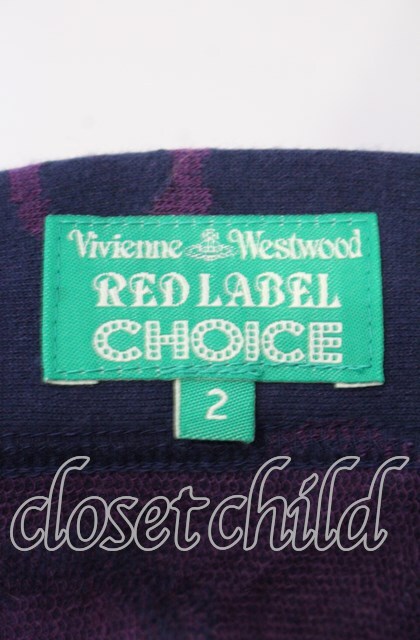 Vivienne Westwood
RED LABEL
CHOICE
2
closet child